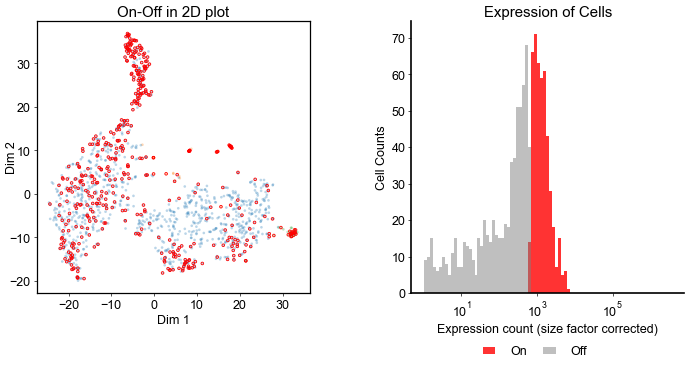 On-Off in 2D plot
Dim 2
30
20
10
0
−10
−20
−20
−10
0
10
20
30
Dim 1
Expression of Cells
Cell Counts
70
60
50
40
30
20
10
0
10^1
10^3
10^5
Expression count (size factor corrected)
On
Off